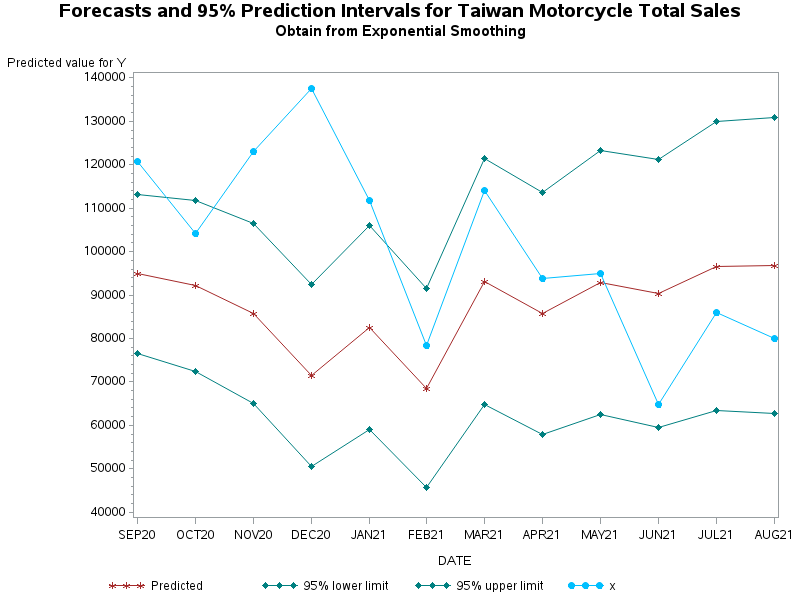 Forecasts and 95% Prediction Intervals for Taiwan Motorcycle Total Sales
Obtain from Exponential Smoothing
Predicted value for Y
140000
130000
120000
110000
100000
90000
80000
70000
60000
50000
40000
SEP20 OCT20 NOV20 DEC20 JAN21 FEB21 MAR21 APR21 MAY21 JUN21 JUL21 AUG21
DATE
Predicted 95% lower limit 95% upper limit x